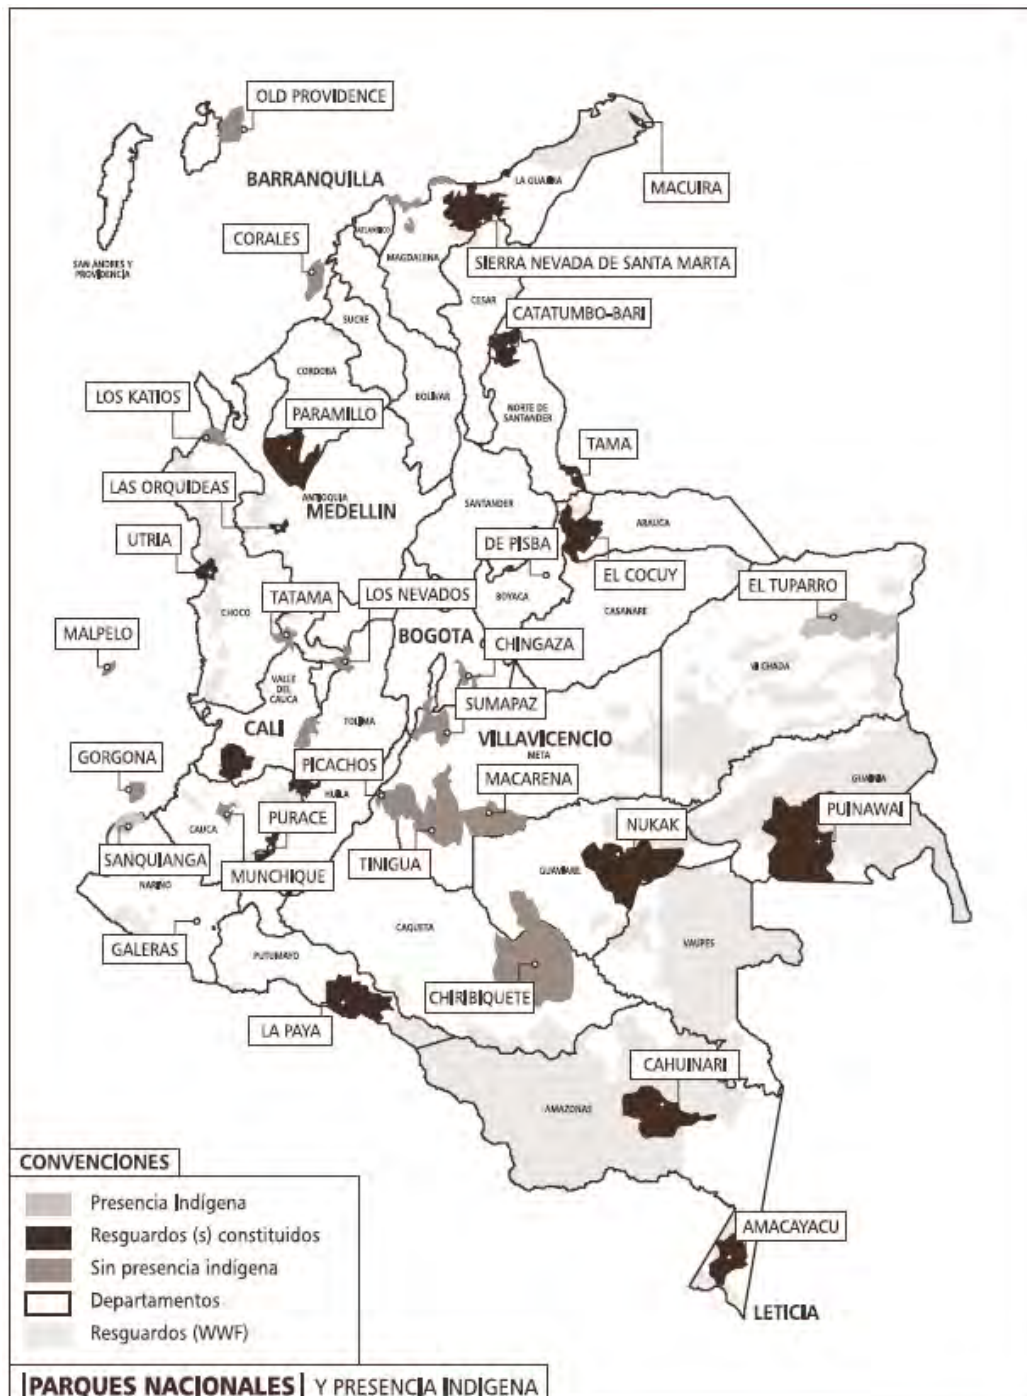 OLD PROVIDENCE
BARRANQUILLA
LA GUAJIRA
MACUIRA
ATLANTICO
CORALES
MAGDALENA
SIERRA NEVADA DE SANTA MARTA
SAN ANDRES Y
PROVIDENCIA
CESAR
CATATUMBO-BARI
SUCRE
CORDOBA
BOLÍVAR
LOS KATIOS
PARAMILLO
NORTE DE
SANTANDER
TAMA
LAS ORQUIDEAS
ANTIOQUIA
MEDELLIN
SANTANDER
ARAUCA
UTRIA
DE PISBA
EL COCUY
EL TUPARRO
BOYACA
CASANARE
TATAMA
LOS NEVADOS
CHOCO
BOGOTA
CHINGAZA
MALPELO
VICHADA
VALLE
DEL
CAUCA
SUMAPAZ
TOLIMA
CALI
VILLAVICENCIO
META
GORGONA
PICACHOS
MACARENA
GUAINIA
HUILA
PUINAWAI
PURACE
NUKAK
CAUCA
SANQUIANGA
TINIGUA
MUNCHIQUE
GUAVIARE
NARIÑO
GALERAS
CAQUETA
VAUPES
PUTUMAYO
CHIRIBIQUETE
LA PAYA
CAHUINARI
AMAZONAS
CONVENCIONES
Presencia Indígena
Resguardos (s) constituidos
Sin presencia indígena
Departamentos
Resguardos (WWF)
AMACAYACU
LETICIA
|PARQUES NACIONALES| Y PRESENCIA INDÍGENA